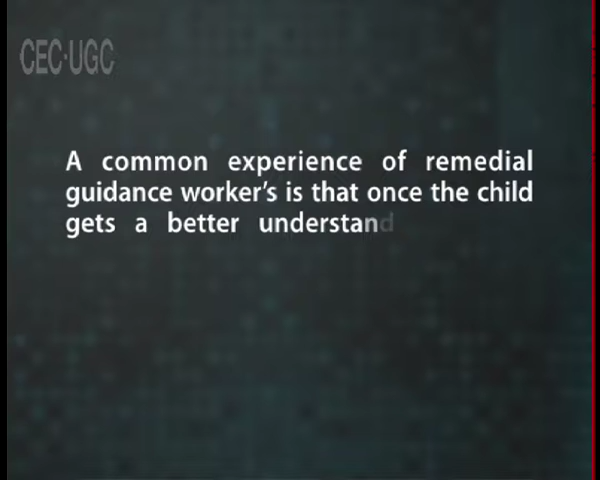 CEC-UGC
A common experience of remedial
guidance worker's is that once the child
gets a better understand